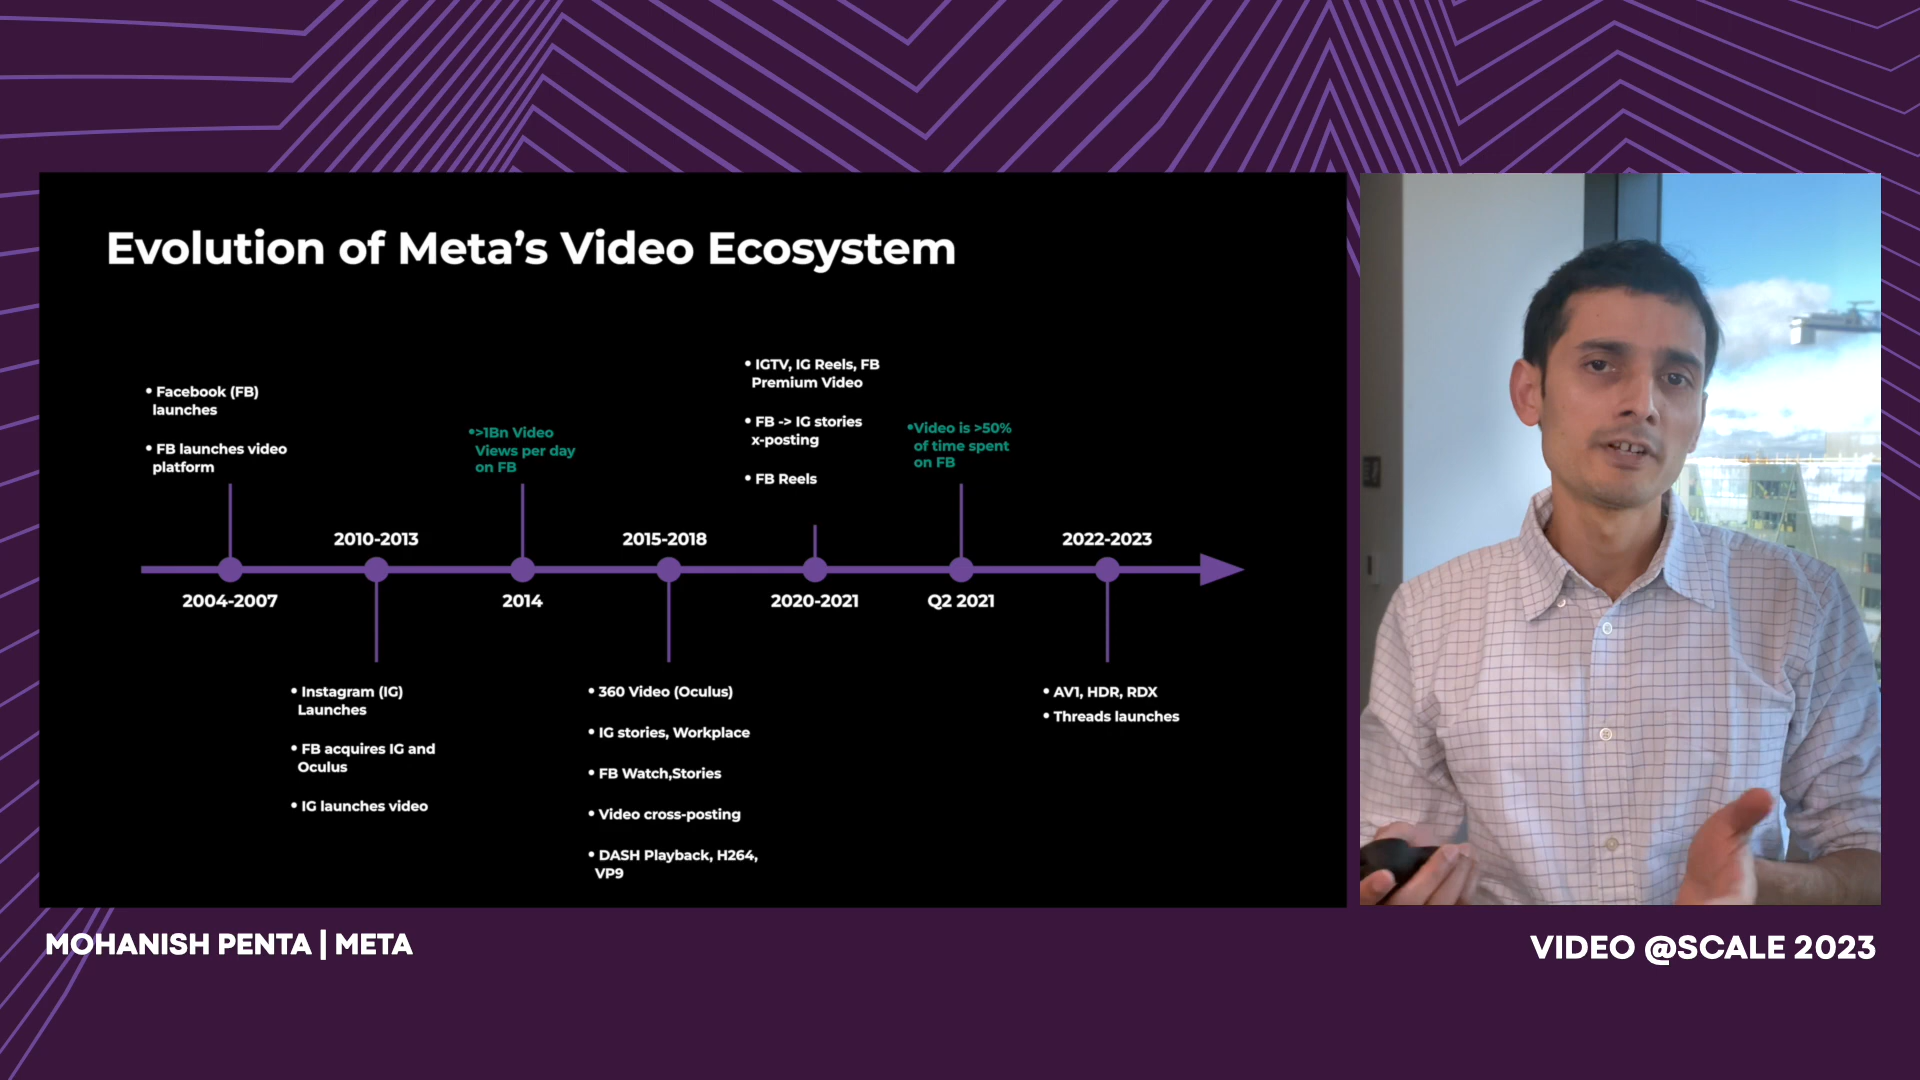 Evolution of Meta’s Video Ecosystem
• Facebook (FB)
launches
• FB launches video
platform
2004-2007
2010-2013
• Instagram (IG)
Launches
• FB acquires IG and
Oculus
• IG launches video
•>1Bn Video
Views per day
on FB
2014
2015-2018
• 360 Video (Oculus)
• IG stories, Workplace
• FB Watch,Stories
• Video cross-posting
• DASH Playback, H264,
VP9
• IGTV, IG Reels, FB
Premium Video
• FB -> IG stories
x-posting
• FB Reels
2020-2021
•Video is >50%
of time spent
on FB
Q2 2021
2022-2023
• AV1, HDR, RDX
• Threads launches
MOHANISH PENTA | META
VIDEO @SCALE 2023